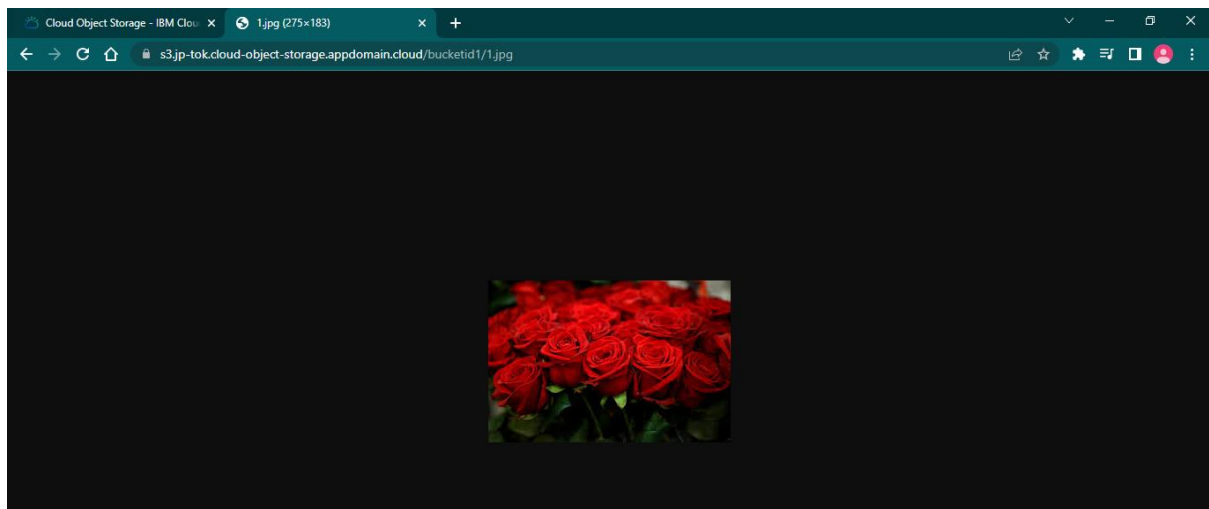 Cloud Object Storage - IBM Clou
1.jpg (275×183)
s3.jp-tok.cloud-object-storage.appdomain.cloud/bucketid1/1.jpg